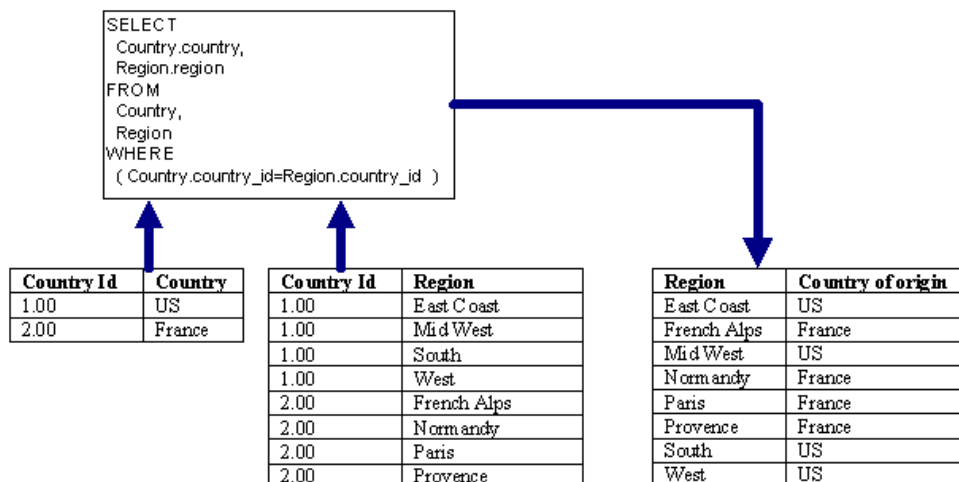 SELECT
Country.country,
Region.region
FROM
Country,
Region
WHERE
( Country.country_id=Region.country_id )
Country Id Country
1.00 US
2.00 France
Country Id Region
1.00 East Coast
1.00 Mid West
1.00 South
1.00 West
2.00 French Alps
2.00 Normandy
2.00 Paris
2.00 Provence
Region Country of origin
East Coast US
French Alps France
Mid West US
Normandy France
Paris France
Provence France
South US
West US